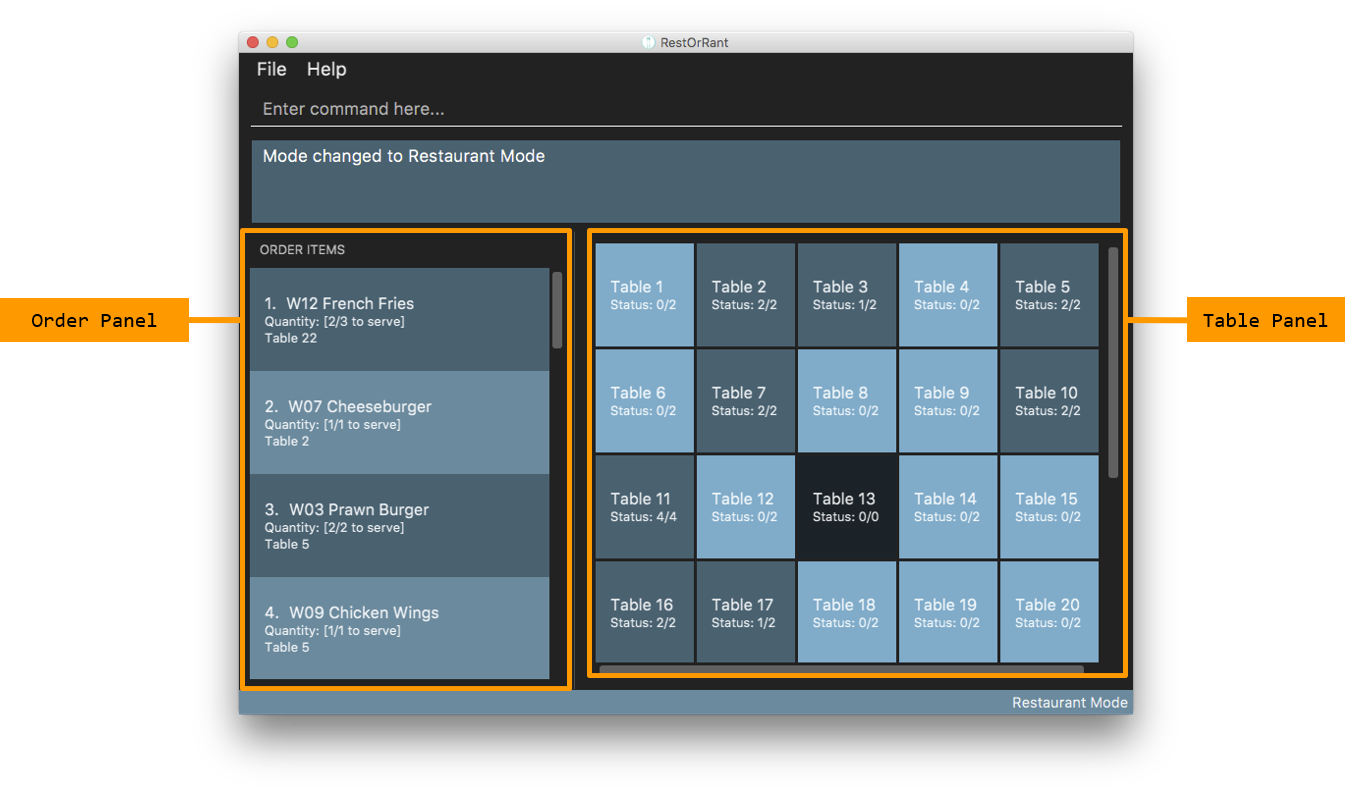 RestOrRant
File Help
Enter command here...
Mode changed to Restaurant Mode
Order Panel
ORDER ITEMS
1. W12 French Fries
Quantity: [2/3 to serve]
Table 22
2. W07 Cheeseburger
Quantity: [1/1 to serve]
Table 2
3. W03 Prawn Burger
Quantity: [2/2 to serve]
Table 5
4. W09 Chicken Wings
Quantity: [1/1 to serve]
Table 5
Table Panel
Table 1 Table 2 Table 3 Table 4 Table 5
Status: 0/2 Status: 2/2 Status: 1/2 Status: 0/2 Status: 2/2
Table 6 Table 7 Table 8 Table 9 Table 10
Status: 0/2 Status: 2/2 Status: 0/2 Status: 0/2 Status: 2/2
Table 11 Table 12 Table 13 Table 14 Table 15
Status: 4/4 Status: 0/2 Status: 0/0 Status: 0/2 Status: 0/2
Table 16 Table 17 Table 18 Table 19 Table 20
Status: 2/2 Status: 1/2 Status: 0/2 Status: 0/2 Status: 0/2
Restaurant Mode